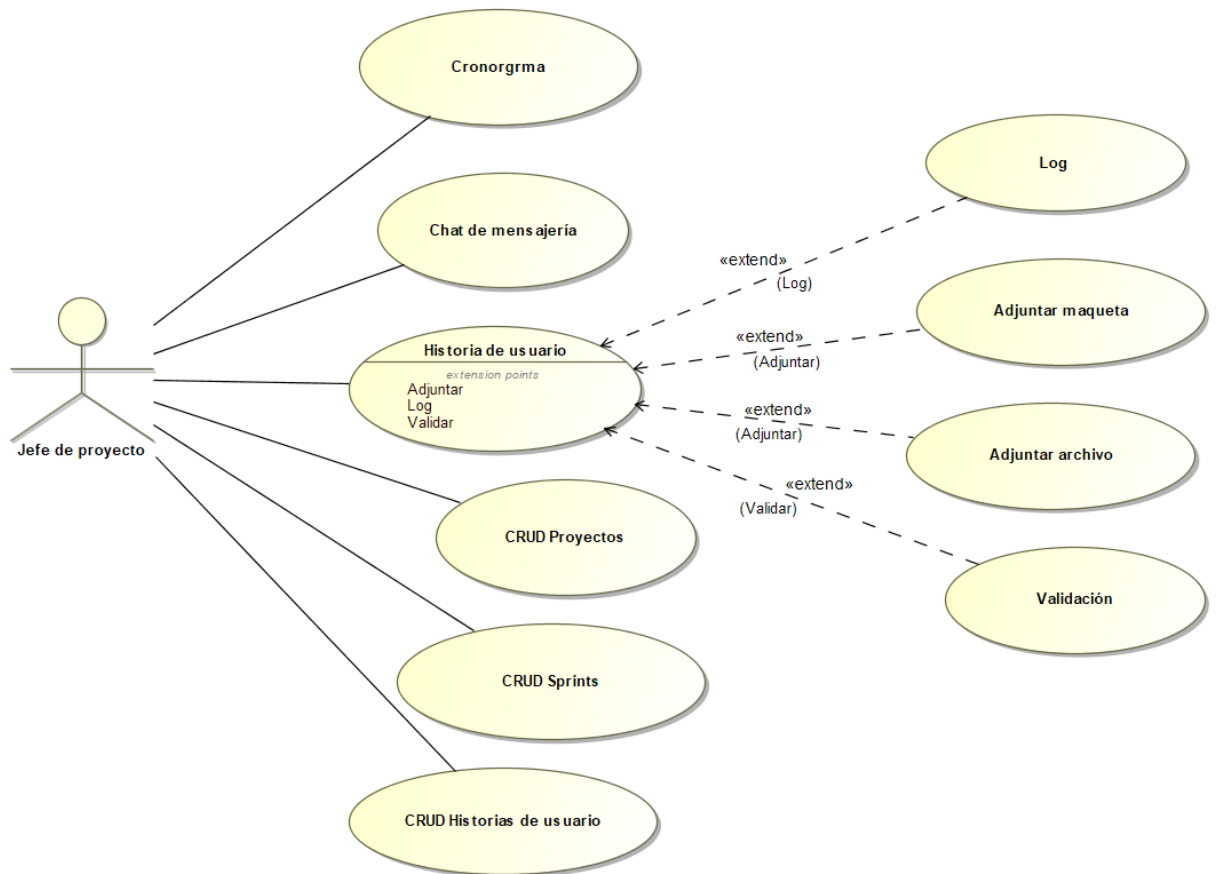 Cronorgrma
Chat de mensajería
Historia de usuario
extension points
Adjuntar
Log
Validar
Jefe de proyecto
CRUD Proyectos
CRUD Sprints
CRUD Historias de usuario
«extend»
(Log)
«extend»
(Adjuntar)
«extend»
(Adjuntar)
«extend»
(Validar)
Log
Adjuntar maqueta
Adjuntar archivo
Validación